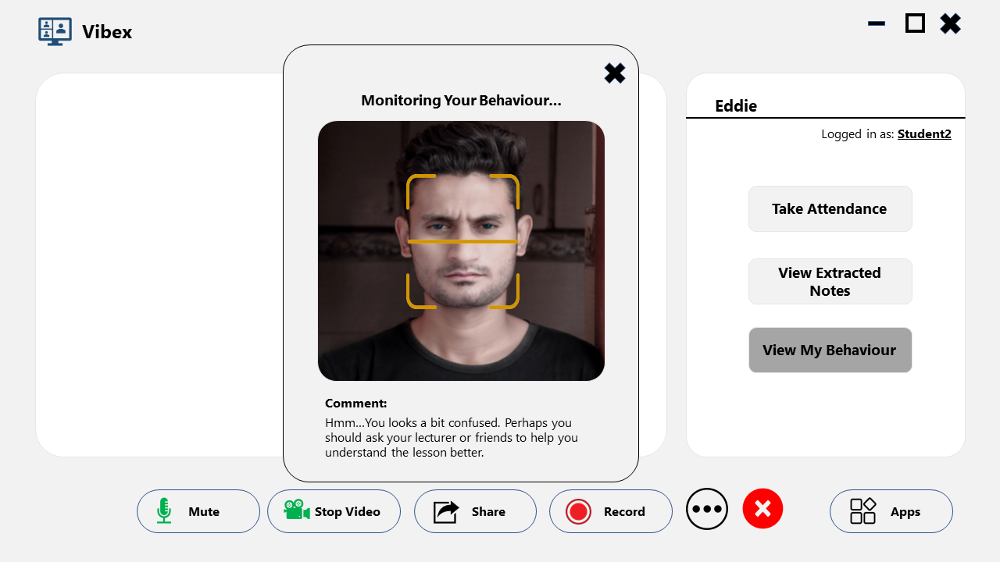 Vibex
Monitoring Your Behaviour...
Comment:
Hmm...You looks a bit confused. Perhaps you
should ask your lecturer or friends to help you
understand the lesson better.
Eddie
Logged in as: Student2
Take Attendance
View Extracted
Notes
View My Behaviour
Mute
Stop Video
Share
Record
Apps